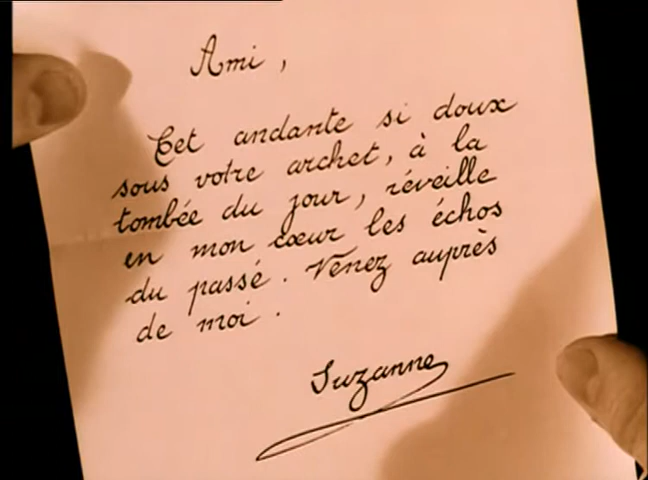 Ami,
Cet andante si doux
sous votre archet, à la
tombée du jour, réveille
en mon cœur les échos
du passé. Venez auprès
de moi.
Suzanne